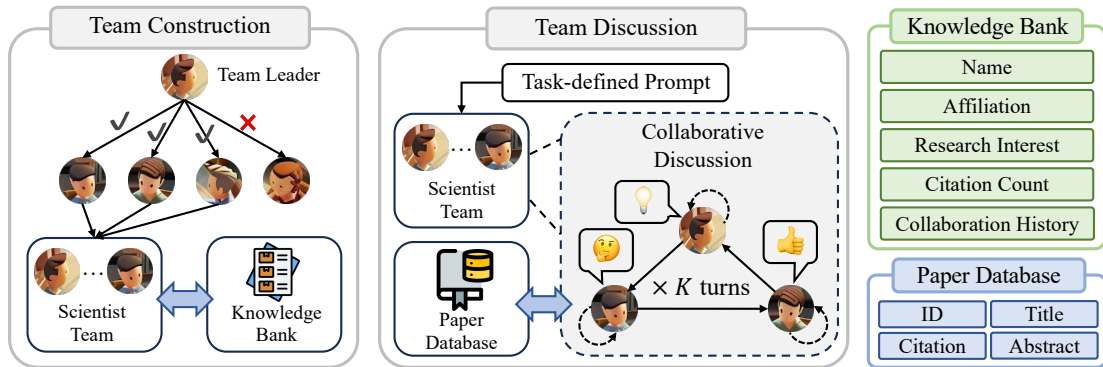 Team Construction
Team Leader
Scientist
Team
Knowledge
Bank
Team Discussion
Task-defined Prompt
Scientist
Team
Paper
Database
Collaborative
Discussion
× K turns
Knowledge Bank
Name
Affiliation
Research Interest
Citation Count
Collaboration History
Paper Database
ID
Title
Citation
Abstract